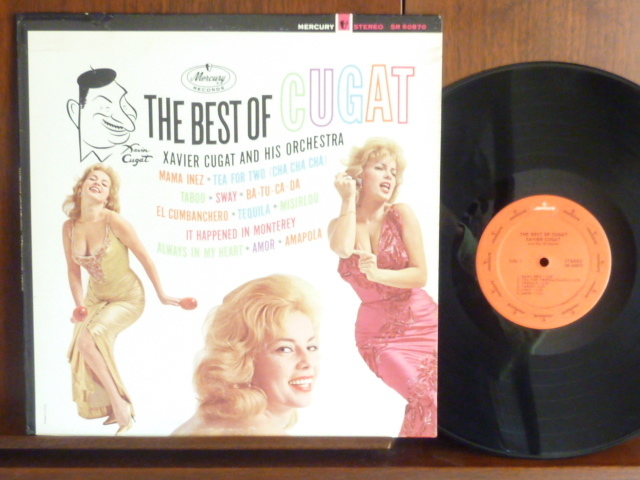 MERCURY STEREO SR 60870
Mercury
RECORDS
THE BEST OF CUGAT
Xavier
Cugat
XAVIER CUGAT AND HIS ORCHESTRA
MAMA INEZ • TEA FOR TWO (CHA CHA CHA)
TABOO • SWAY • BA-TU-CA-DA
EL CUMBANCHERO • TEQUILA • MISIRLOU
IT HAPPENED IN MONTEREY
ALWAYS IN MY HEART • AMOR • AMAPOLA
THE BEST OF CUGAT
XAVIER CUGAT
STEREO